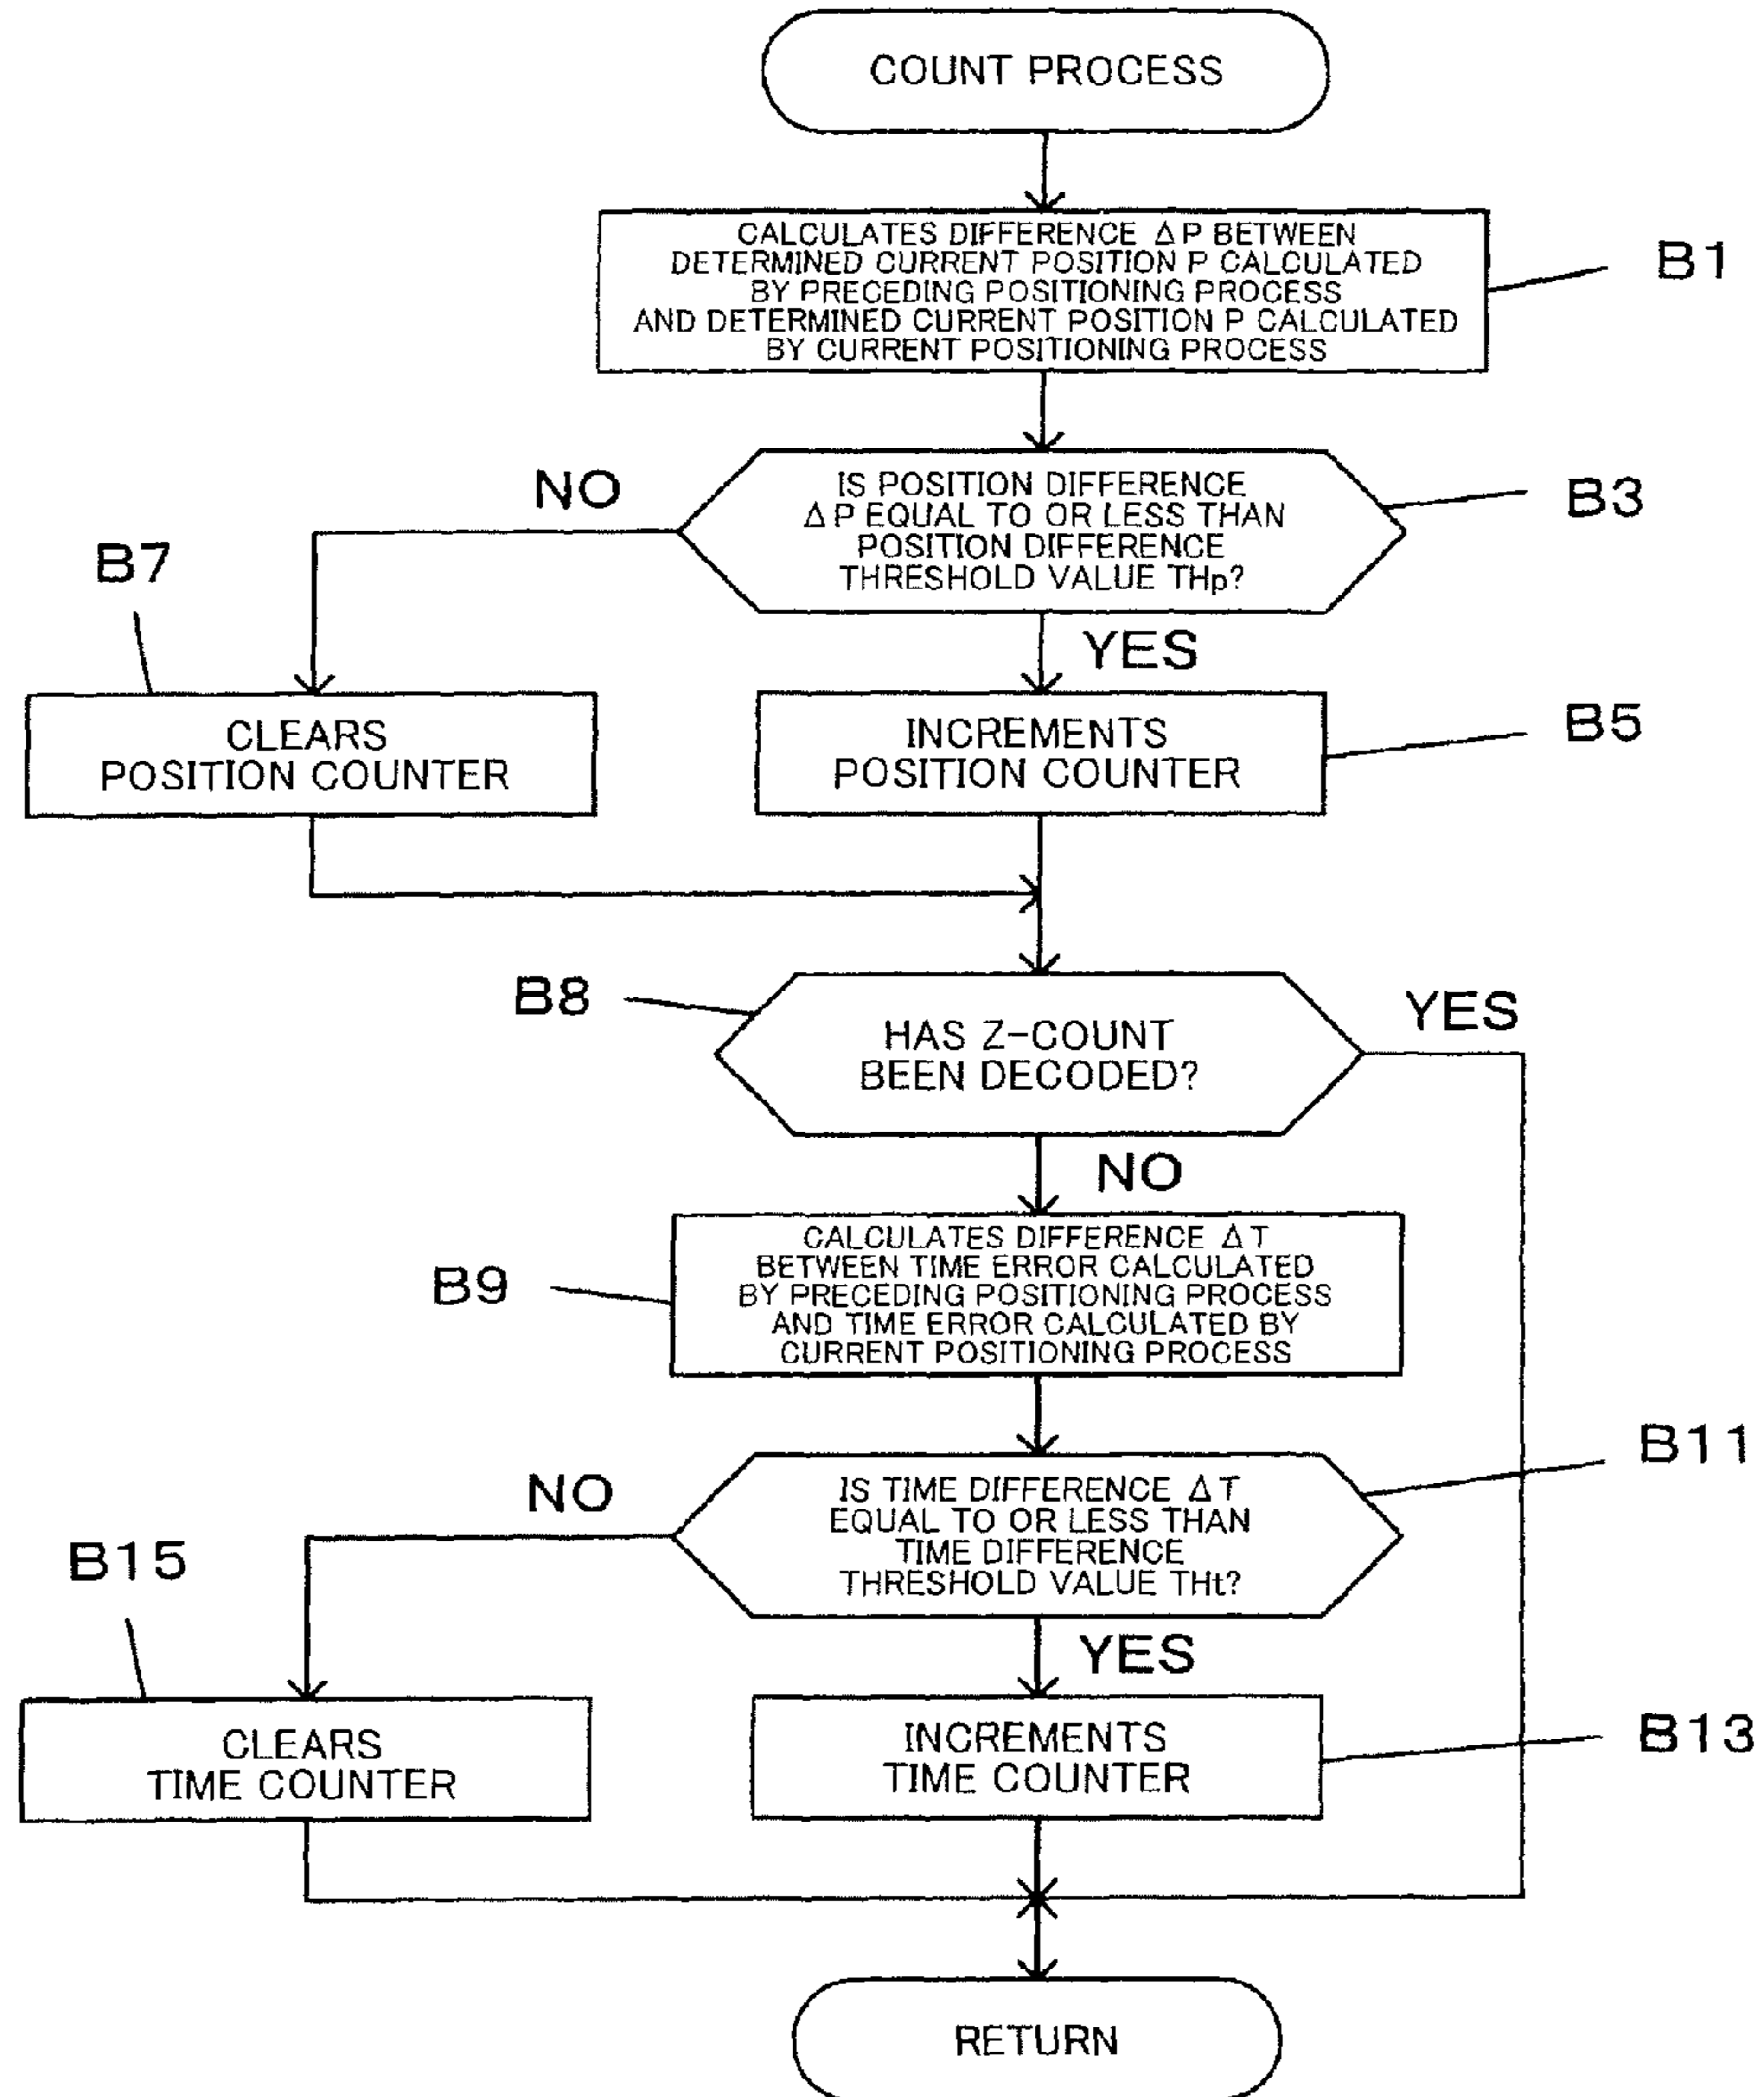 COUNT PROCESS
CALCULATES DIFFERENCE ΔP BETWEEN
DETERMINED CURRENT POSITION P CALCULATED
BY PRECEDING POSITIONING PROCESS
AND DETERMINED CURRENT POSITION P CALCULATED
BY CURRENT POSITIONING PROCESS
B1
IS POSITION DIFFERENCE
ΔP EQUAL TO OR LESS THAN
POSITION DIFFERENCE
THRESHOLD VALUE THp?
B3
NO
YES
B7
CLEARS
POSITION COUNTER
INCREMENTS
POSITION COUNTER
B5
B8
HAS Z-COUNT
BEEN DECODED?
YES
NO
B9
CALCULATES DIFFERENCE ΔT
BETWEEN TIME ERROR CALCULATED
BY PRECEDING POSITIONING PROCESS
AND TIME ERROR CALCULATED BY
CURRENT POSITIONING PROCESS
B11
IS TIME DIFFERENCE ΔT
EQUAL TO OR LESS THAN
TIME DIFFERENCE
THRESHOLD VALUE THt?
NO
YES
B15
CLEARS
TIME COUNTER
INCREMENTS
TIME COUNTER
B13
RETURN